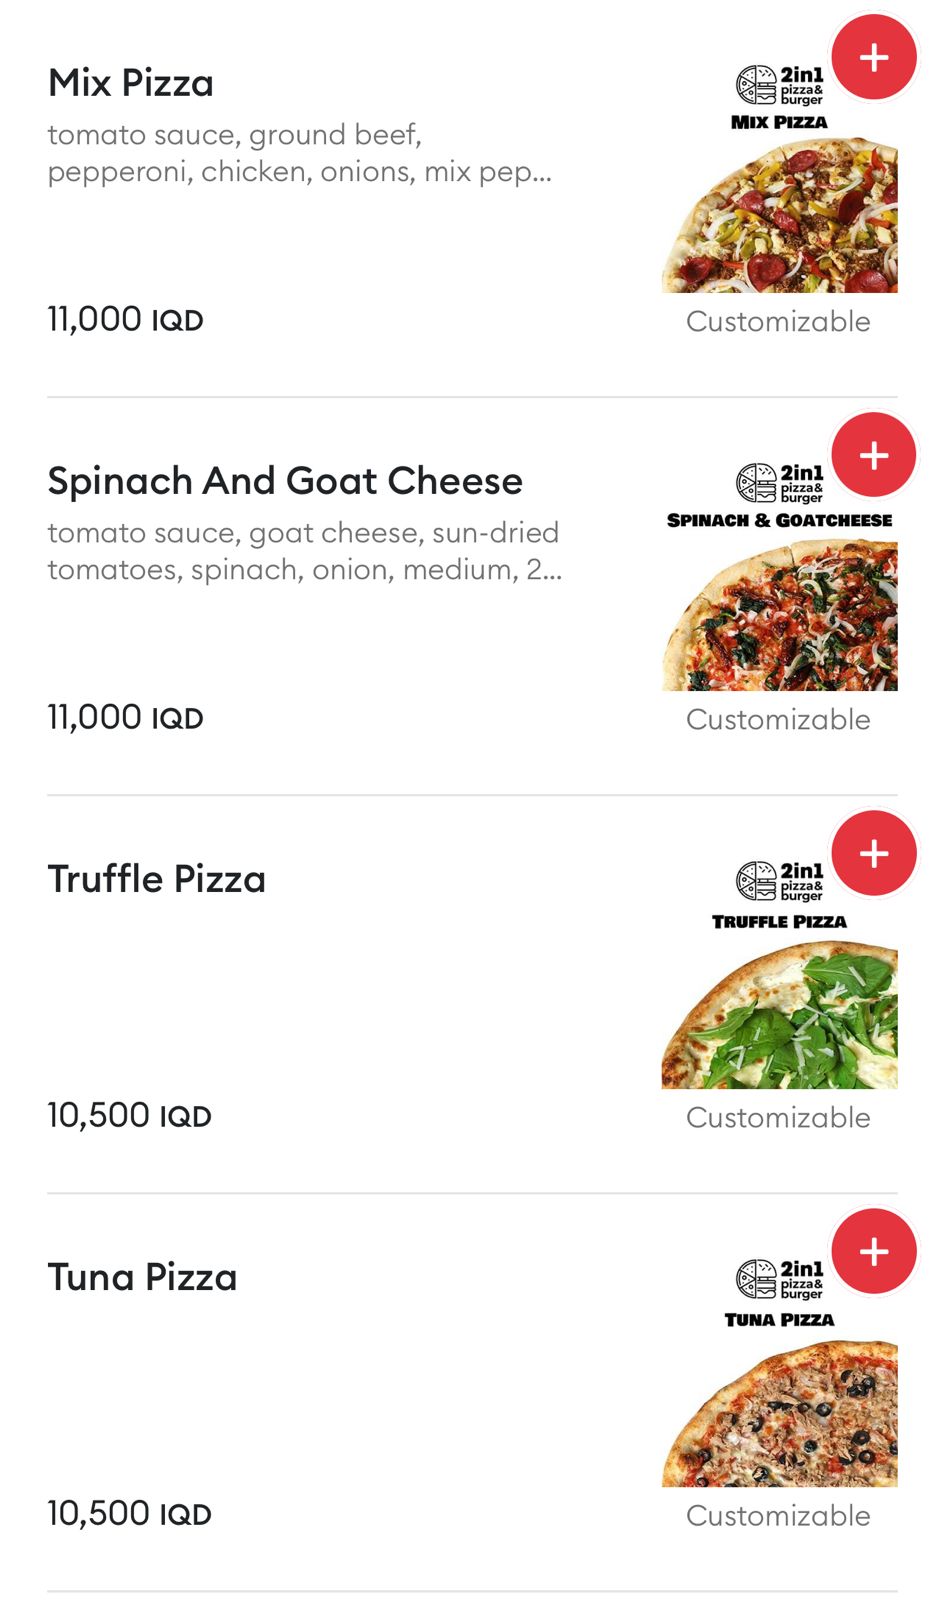 Mix Pizza
tomato sauce, ground beef,
pepperoni, chicken, onions, mix pep...
11,000 IQD
2in1
pizza&
burger
MIX PIZZA
Customizable
Spinach And Goat Cheese
tomato sauce, goat cheese, sun-dried
tomatoes, spinach, onion, medium, 2...
11,000 IQD
2in1
pizza&
burger
SPINACH & GOATCHEESE
Customizable
Truffle Pizza
10,500 IQD
2in1
pizza&
burger
TRUFFLE PIZZA
Customizable
Tuna Pizza
10,500 IQD
2in1
pizza&
burger
TUNA PIZZA
Customizable